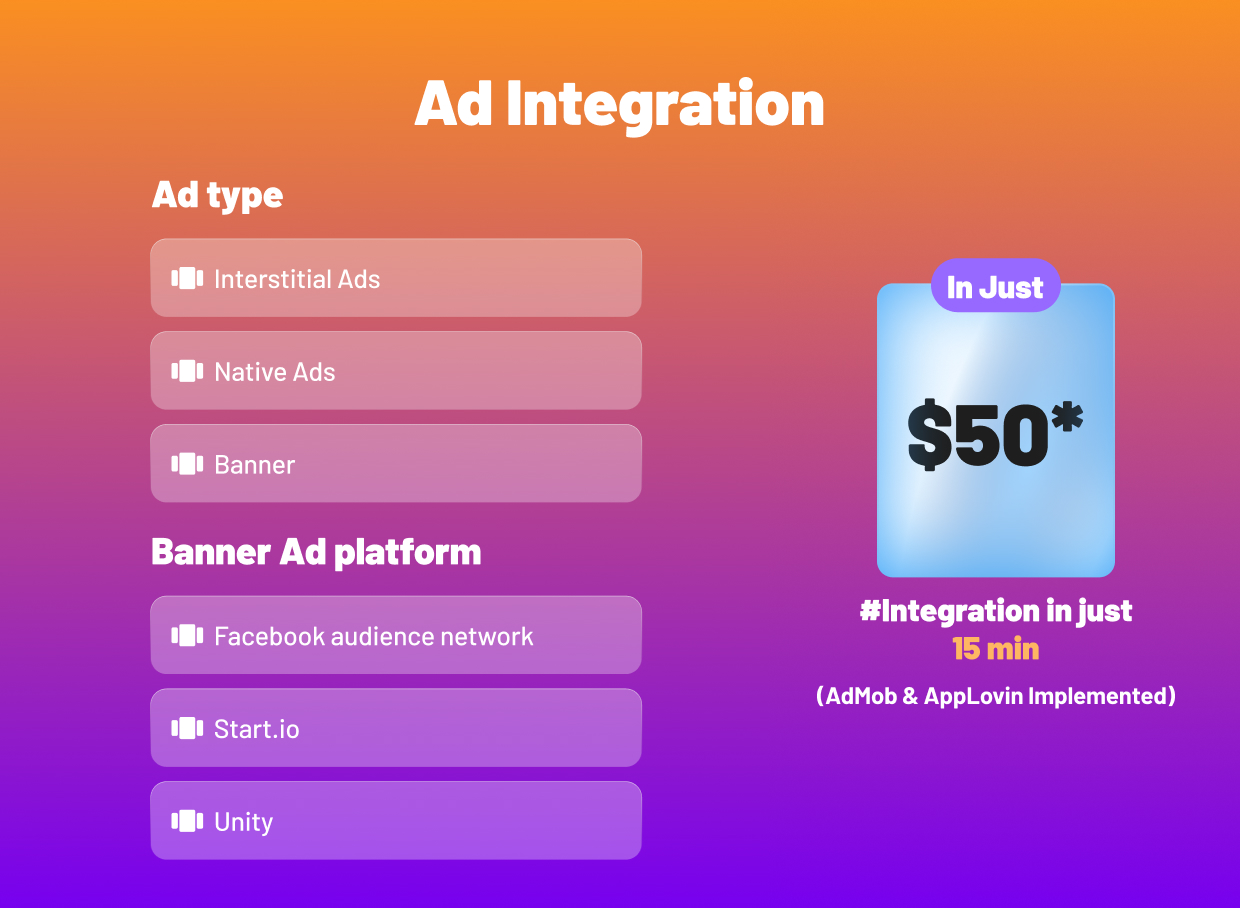 Ad Integration
Ad type
Interstitial Ads
Native Ads
Banner
Banner Ad platform
Facebook audience network
Start.io
Unity
In Just
$50*
#Integration in just
15 min
(AdMob & AppLovin Implemented)